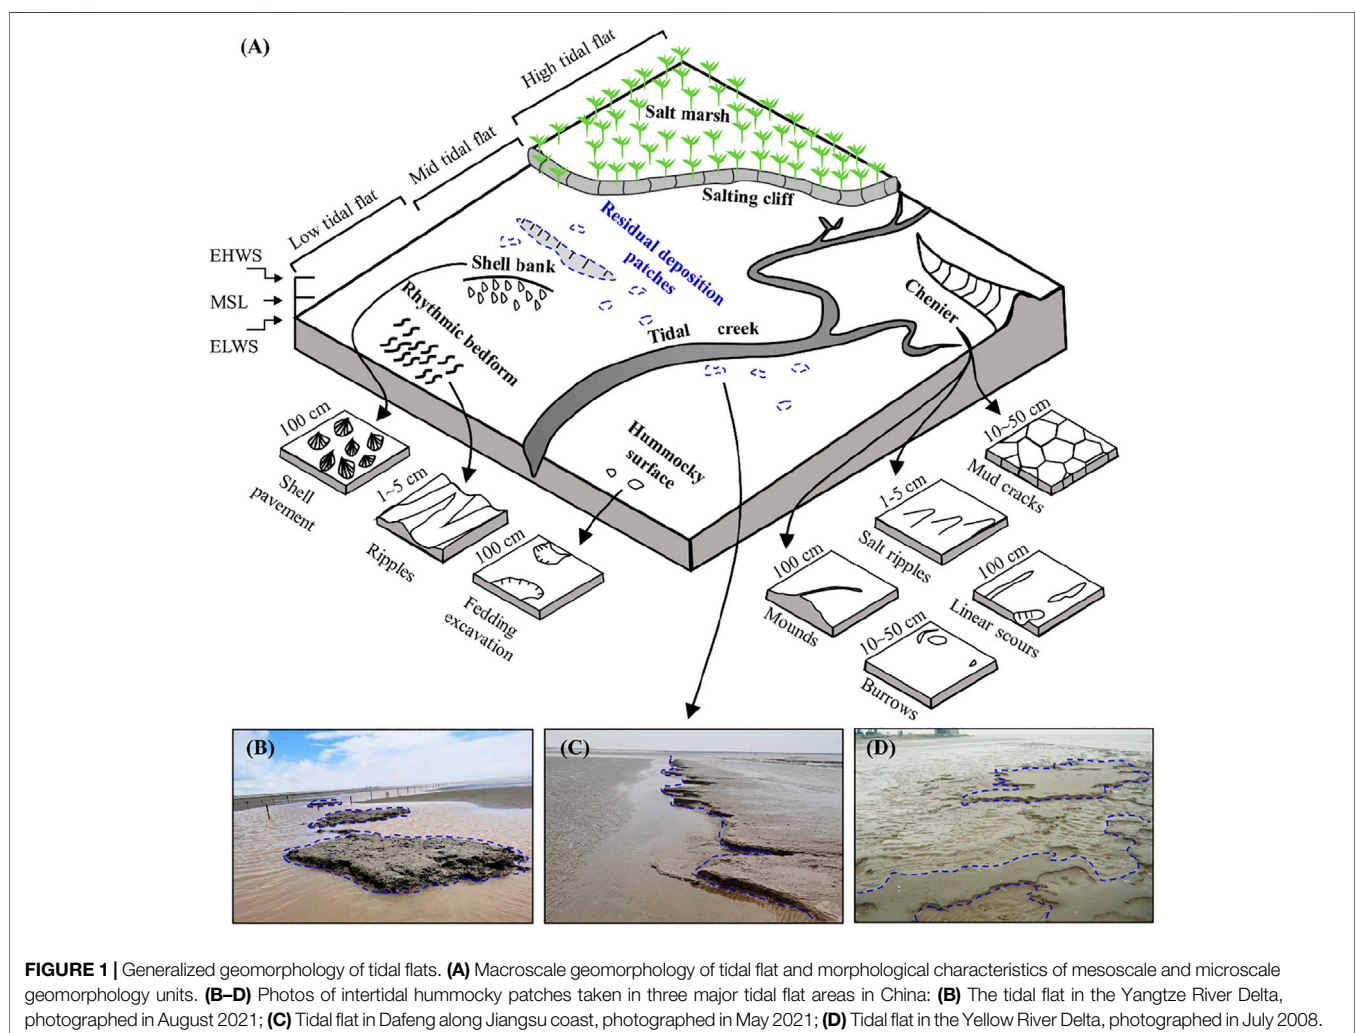 (A)
High tidal flat
Mid tidal flat
Low tidal flat
Salt marsh
Salting cliff
EHWS
MSL
ELWS
Residual deposition
patches
Shell bank
Rhythmic bedform
Tidal creek
Chenier
Hummocky
surface
100 cm
Shell
pavement
1~5 cm
Ripples
100 cm
Fedding
excavation
10~50 cm
Mud cracks
1-5 cm
Salt ripples
100 cm
Mounds
100 cm
Linear scours
10~50 cm
Burrows
(B)
(C)
(D)
FIGURE 1 | Generalized geomorphology of tidal flats. (A) Macroscale geomorphology of tidal flat and morphological characteristics of mesoscale and microscale
geomorphology units. (B–D) Photos of intertidal hummocky patches taken in three major tidal flat areas in China: (B) The tidal flat in the Yangtze River Delta,
photographed in August 2021; (C) Tidal flat in Dafeng along Jiangsu coast, photographed in May 2021; (D) Tidal flat in the Yellow River Delta, photographed in July 2008.